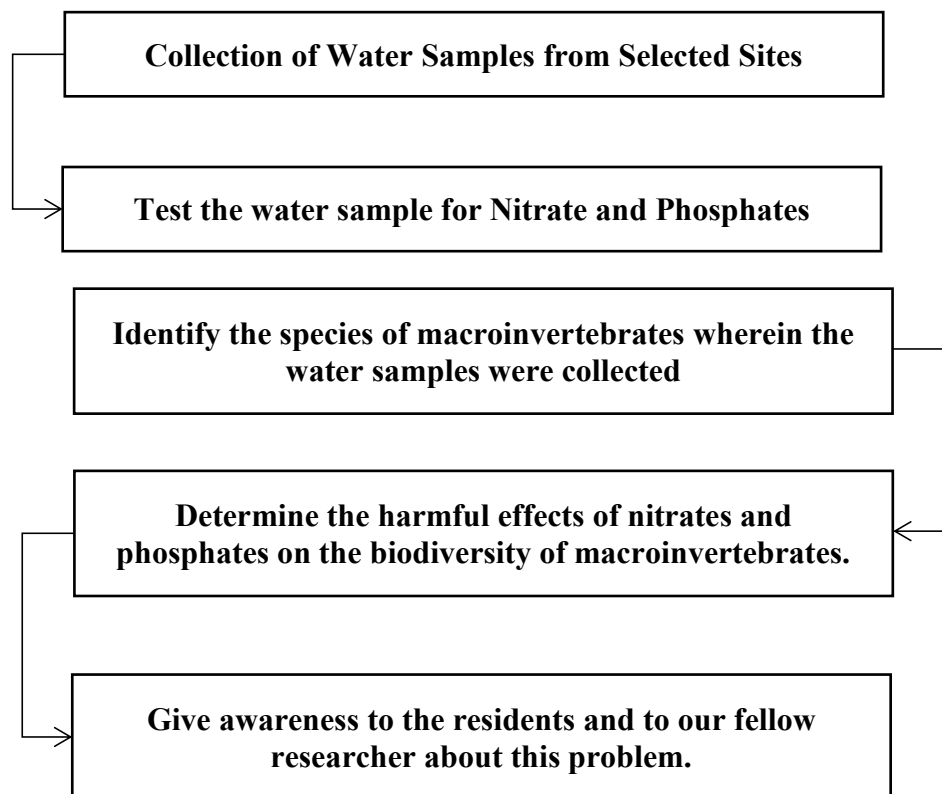 Collection of Water Samples from Selected Sites
Test the water sample for Nitrate and Phosphates
Identify the species of macroinvertebrates wherein the
water samples were collected
Determine the harmful effects of nitrates and
phosphates on the biodiversity of macroinvertebrates.
Give awareness to the residents and to our fellow
researcher about this problem.